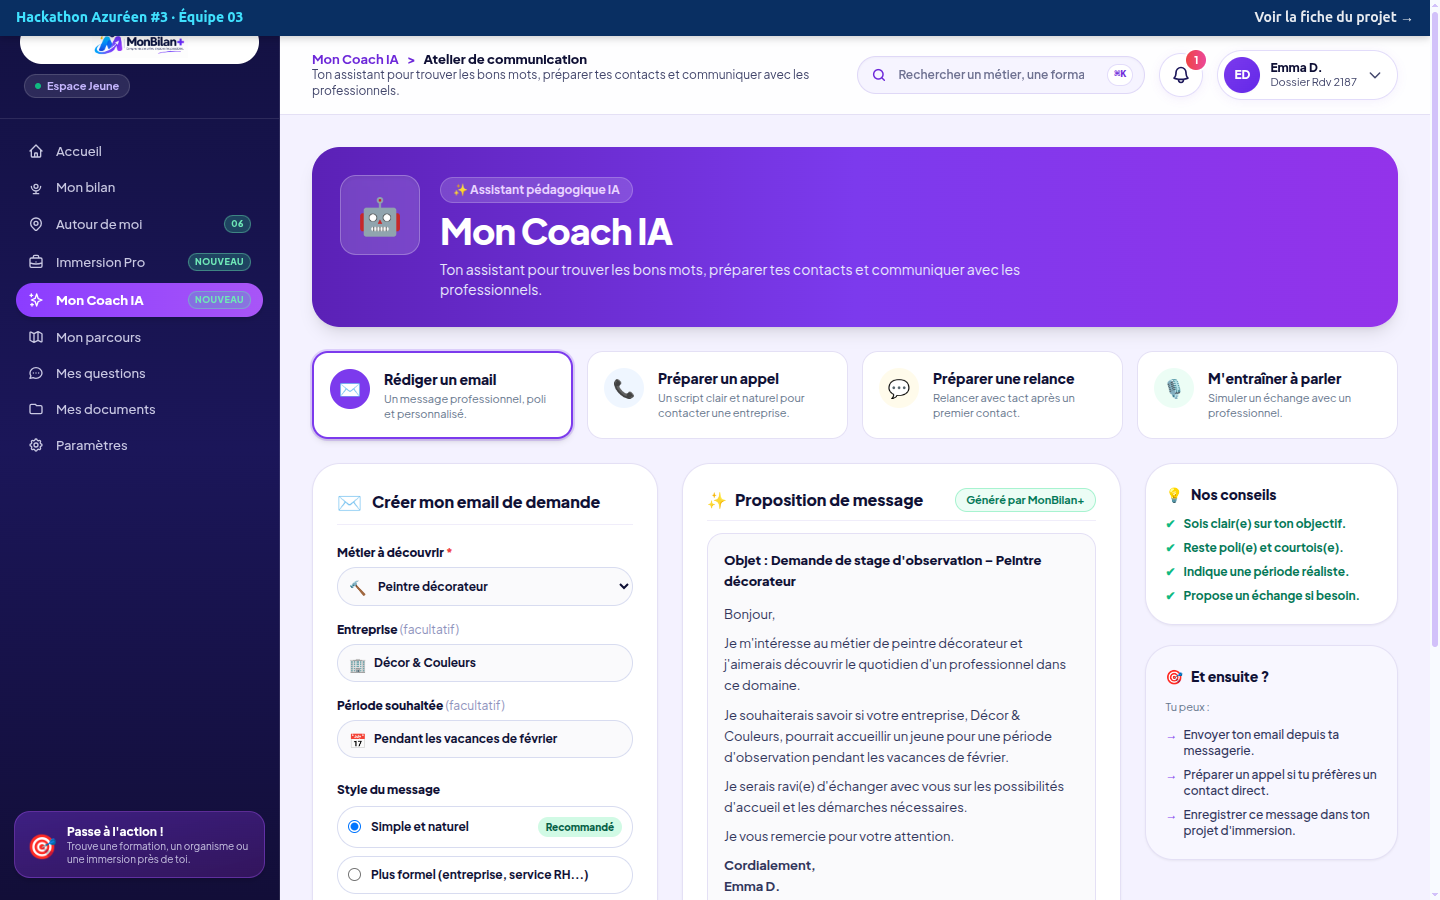 Hackathon Azuréen #3 · Équipe 03
Voir la fiche du projet →
MonBilan+
Espace Jeune
Accueil
Mon bilan
Autour de moi
06
Immersion Pro
NOUVEAU
Mon Coach IA
NOUVEAU
Mon parcours
Mes questions
Mes documents
Paramètres
Passe à l'action !
Trouve une formation, un organisme ou
une immersion près de toi.
Mon Coach IA > Atelier de communication
Ton assistant pour trouver les bons mots, préparer tes contacts et communiquer avec les
professionnels.
Rechercher un métier, une forma
⌘K
1
ED
Emma D.
Dossier Rdv 2187
✨ Assistant pédagogique IA
Mon Coach IA
Ton assistant pour trouver les bons mots, préparer tes contacts et communiquer avec les
professionnels.
Rédiger un email
Un message professionnel, poli
et personnalisé.
Préparer un appel
Un script clair et naturel pour
contacter une entreprise.
Préparer une relance
Relancer avec tact après un
premier contact.
M'entraîner à parler
Simuler un échange avec un
professionnel.
Créer mon email de demande
Métier à découvrir *
Peintre décorateur
Entreprise (facultatif)
Décor & Couleurs
Période souhaitée (facultatif)
Pendant les vacances de février
Style du message
Simple et naturel
Recommandé
Plus formel (entreprise, service RH...)
Proposition de message
Généré par MonBilan+
Objet : Demande de stage d'observation – Peintre
décorateur
Bonjour,
Je m'intéresse au métier de peintre décorateur et
j'aimerais découvrir le quotidien d'un professionnel dans
ce domaine.
Je souhaiterais savoir si votre entreprise, Décor &
Couleurs, pourrait accueillir un jeune pour une période
d'observation pendant les vacances de février.
Je serais ravi(e) d'échanger avec vous sur les possibilités
d'accueil et les démarches nécessaires.
Je vous remercie pour votre attention.
Cordialement,
Emma D.
Nos conseils
✔ Sois clair(e) sur ton objectif.
✔ Reste poli(e) et courtois(e).
✔ Indique une période réaliste.
✔ Propose un échange si besoin.
Et ensuite ?
Tu peux :
→ Envoyer ton email depuis ta
messagerie.
→ Préparer un appel si tu préfères un
contact direct.
→ Enregistrer ce message dans ton
projet d'immersion.